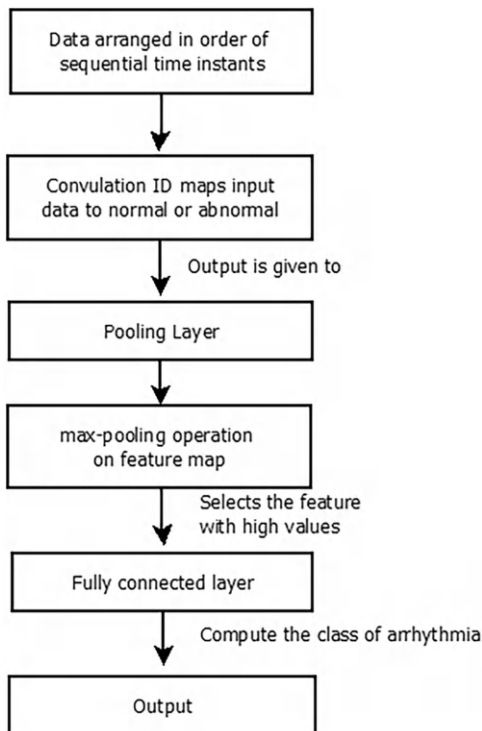 Data arranged in order of
sequential time instants
Convulation ID maps input
data to normal or abnormal
Output is given to
Pooling Layer
max-pooling operation
on feature map
Selects the feature
with high values
Fully connected layer
Compute the class of arrhythmia
Output